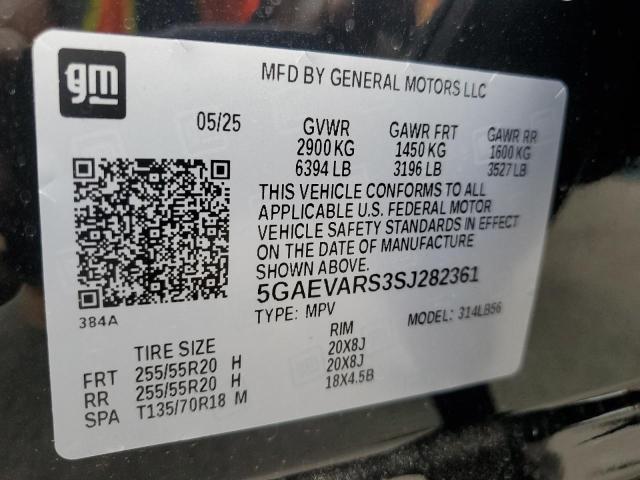 gm
MFD BY GENERAL MOTORS LLC
05/25 GVWR GAWR FRT GAWR RR
2900 KG 1450 KG 1600 KG
6394 LB 3196 LB 3527 LB
THIS VEHICLE CONFORMS TO ALL
APPLICABLE U.S. FEDERAL MOTOR
VEHICLE SAFETY STANDARDS IN EFFECT
ON THE DATE OF MANUFACTURE
SHOWN ABOVE.
5GAEVARS3SJ282361
384A TYPE: MPV MODEL: 314LB56
TIRE SIZE RIM
FRT 255/55R20 H 20X8J
RR 255/55R20 H 20X8J
SPA T135/70R18 M 18X4.5B